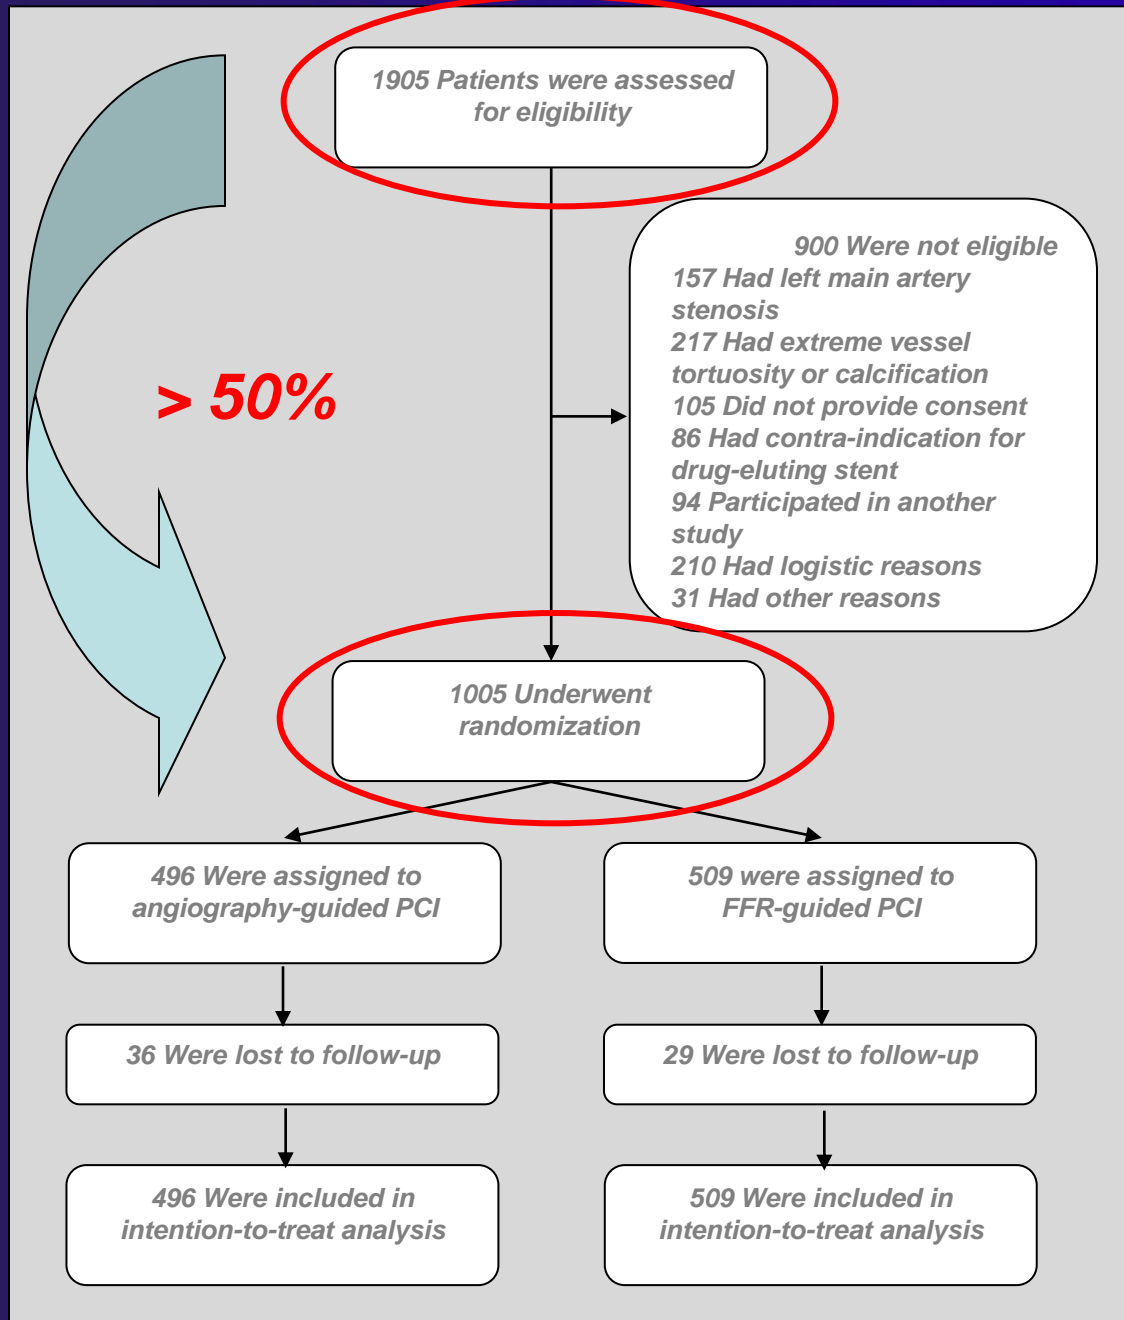 1905 Patients were assessed
for eligibility
900 Were not eligible
157 Had left main artery
stenosis
217 Had extreme vessel
tortuosity or calcification
105 Did not provide consent
86 Had contra-indication for
drug-eluting stent
94 Participated in another
study
210 Had logistic reasons
31 Had other reasons
> 50%
1005 Underwent
randomization
496 Were assigned to
angiography-guided PCI
509 were assigned to
FFR-guided PCI
36 Were lost to follow-up
29 Were lost to follow-up
496 Were included in
intention-to-treat analysis
509 Were included in
intention-to-treat analysis